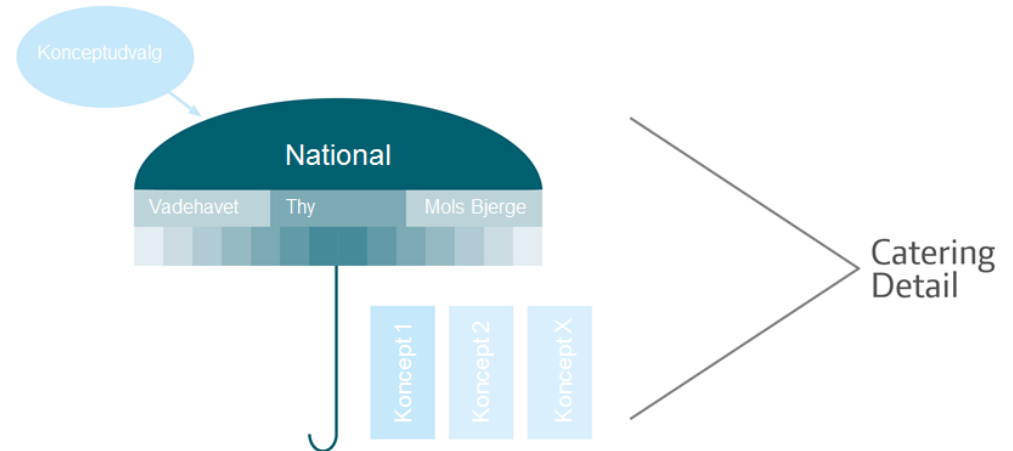 Konceptudvalg
National
Vadehavet
Thy
Mols Bjerge
Koncept 1
Koncept 2
Koncept X
Catering
Detail